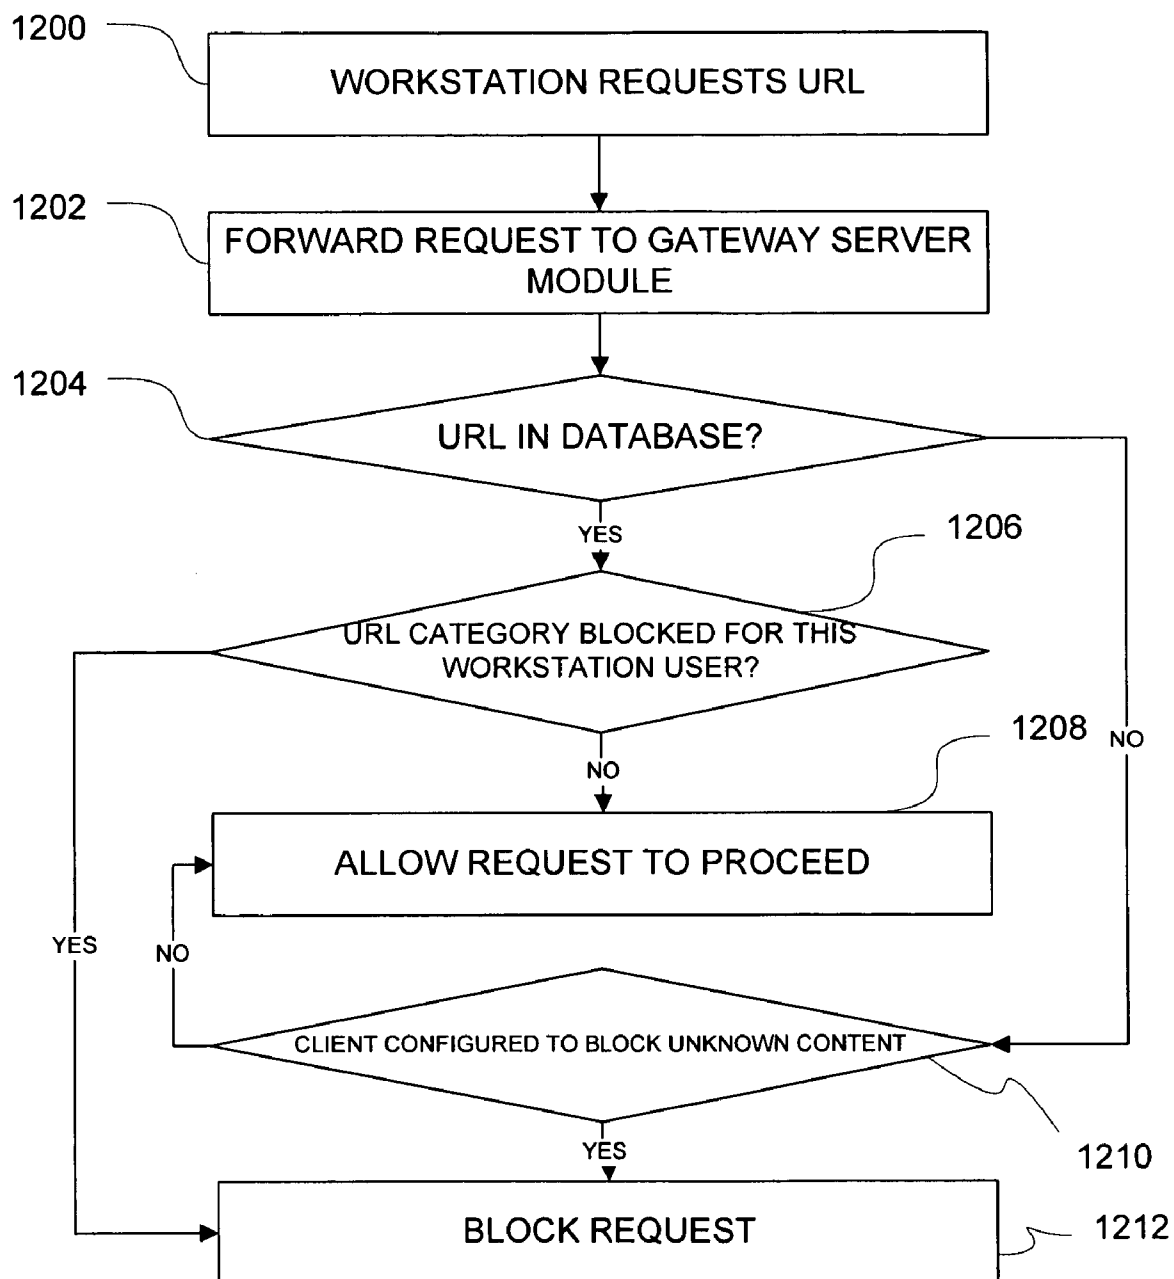 1200
WORKSTATION REQUESTS URL
1202
FORWARD REQUEST TO GATEWAY SERVER
MODULE
1204
URL IN DATABASE?
YES
1206
URL CATEGORY BLOCKED FOR THIS
WORKSTATION USER?
1208
NO
NO
ALLOW REQUEST TO PROCEED
YES
NO
CLIENT CONFIGURED TO BLOCK UNKNOWN CONTENT
YES
1210
BLOCK REQUEST
1212